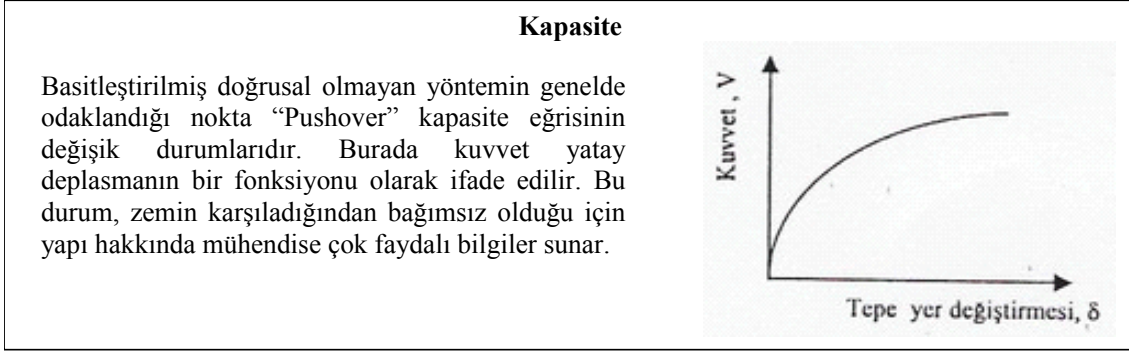 Kapasite
Basitleştirilmiş doğrusal olmayan yöntemin genelde
odaklandığı nokta “Pushover” kapasite eğrisinin
değişik durumlarıdır. Burada kuvvet yatay
deplasmanın bir fonksiyonu olarak ifade edilir. Bu
durum, zemin karşıladığından bağımsız olduğu için
yapı hakkında mühendise çok faydalı bilgiler sunar.
Kuvvet , V
Tepe yer değiştirmesi, δ